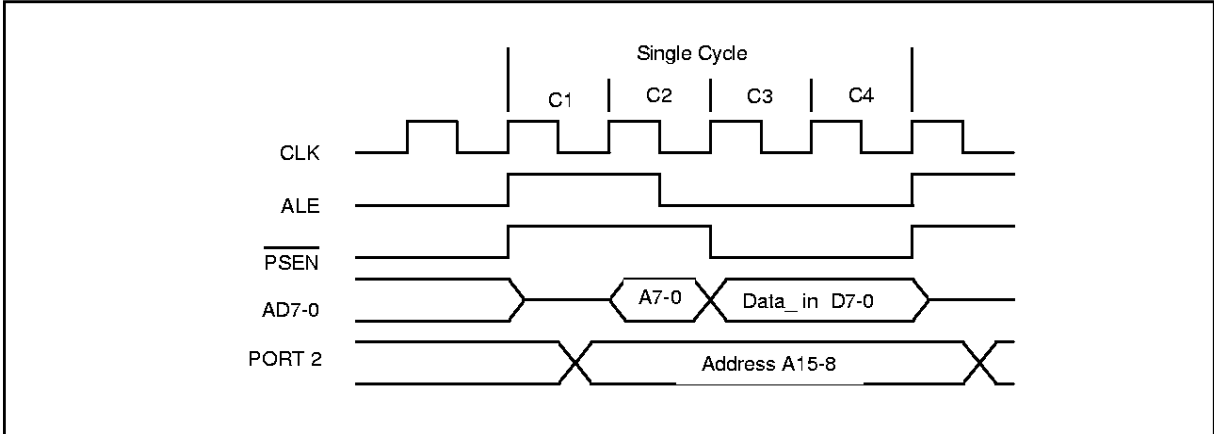 Single Cycle
C1 C2 C3 C4
CLK
ALE
PSEN
AD7-0 A7-0 Data_ in D7-0
PORT 2 Address A15-8